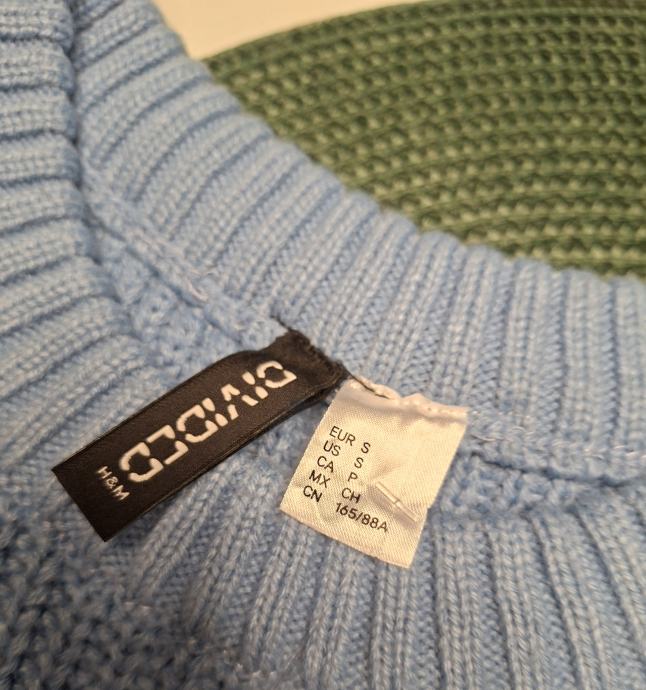 DIVIDED
H&M
EUR S
US S
CA P
MX CH
CN 165/88A